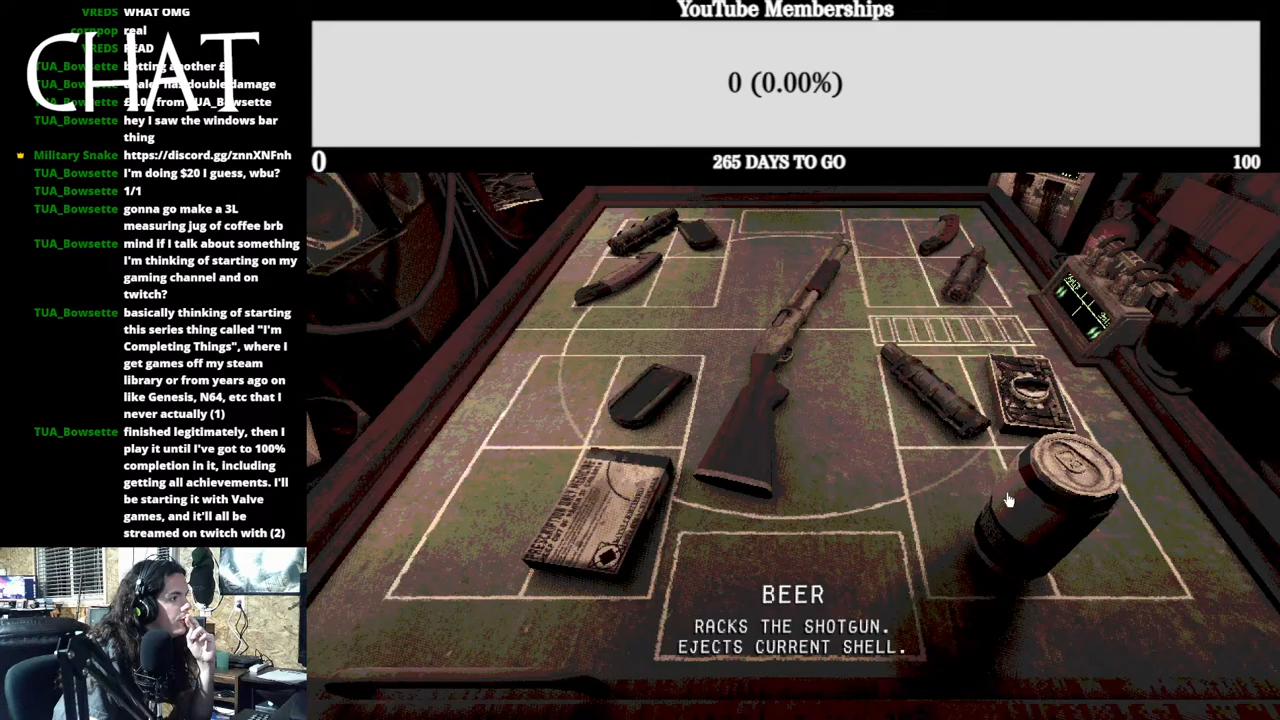 VREDS WHAT OMG
cornpop real
VREDS READ
TUA_Bowsette betting another £
damage
from TUA_Bowsette
TUA_Bowsette hey I saw the windows bar
thing
Military Snake https://discord.gg/znnXNFnh
TUA_Bowsette I'm doing $20 I guess, wbu?
TUA_Bowsette 1/1
TUA_Bowsette gonna go make a 3L
measuring jug of coffee brb
TUA_Bowsette mind if I talk about something
I'm thinking of starting on my
gaming channel and on
twitch?
TUA_Bowsette basically thinking of starting
this series thing called "I'm
Completing Things", where I
get games off my steam
library or from years ago on
like Genesis, N64, etc that I
never actually (1)
TUA_Bowsette finished legitimately, then I
play it until I've got to 100%
completion in it, including
getting all achievements. I'll
be starting it with Valve
games, and it'll all be
streamed on twitch with (2)
CHAT
YouTube Memberships
0 (0.00%)
0
265 DAYS TO GO
100
BEER
RACKS THE SHOTGUN.
EJECTS CURRENT SHELL.